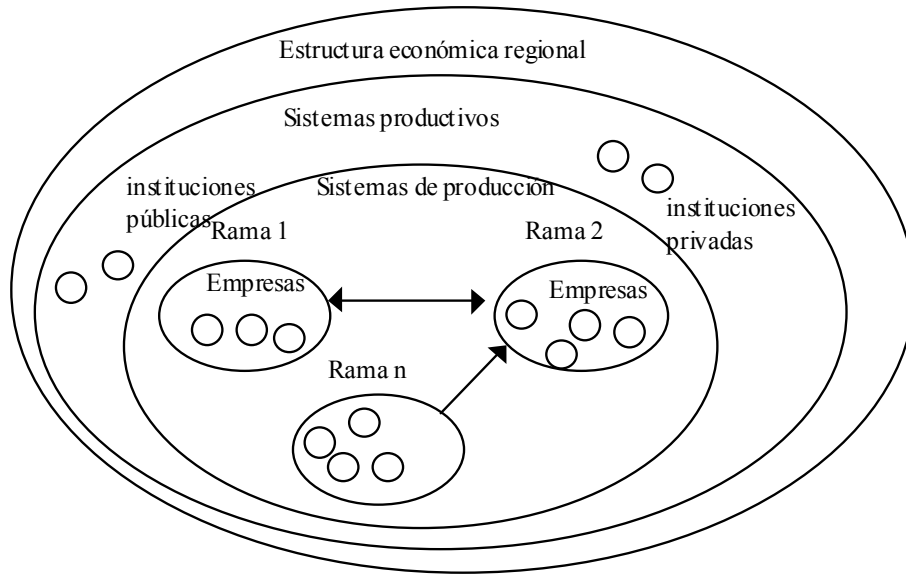 Estructura económica regional
Sistemas productivos
instituciones
públicas
Sistemas de producción
instituciones
privadas
Rama 1
Rama 2
Empresas
Empresas
Rama n